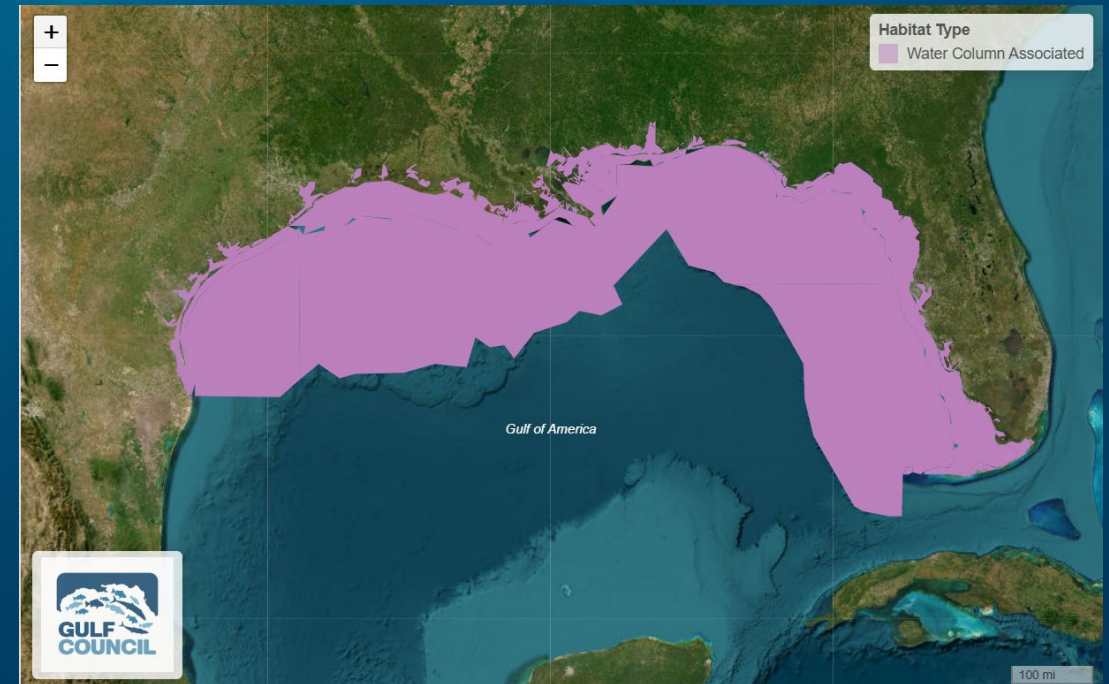 +
−
Habitat Type
Water Column Associated
Gulf of America
GULF
COUNCIL
100 mi